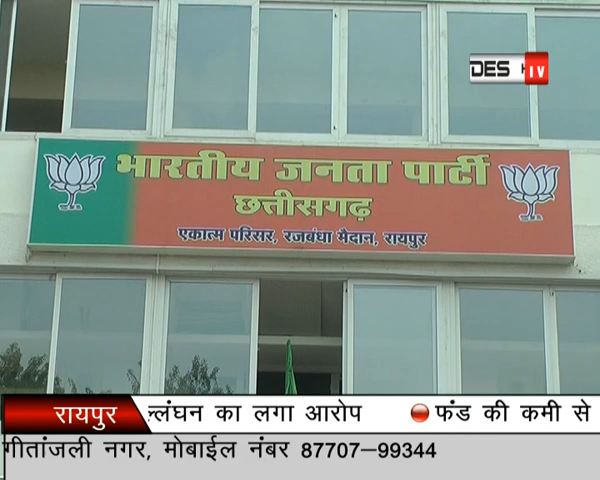 DES
TV
भारतीय जनता पार्टी
छत्तीसगढ़
एकात्म परिसर, रजबंधा मैदान, रायपुर
रायपुर
ल्लंघन का लगा आरोप
फंड की कमी से
गीतांजली नगर, मोबाईल नंबर 87707–99344